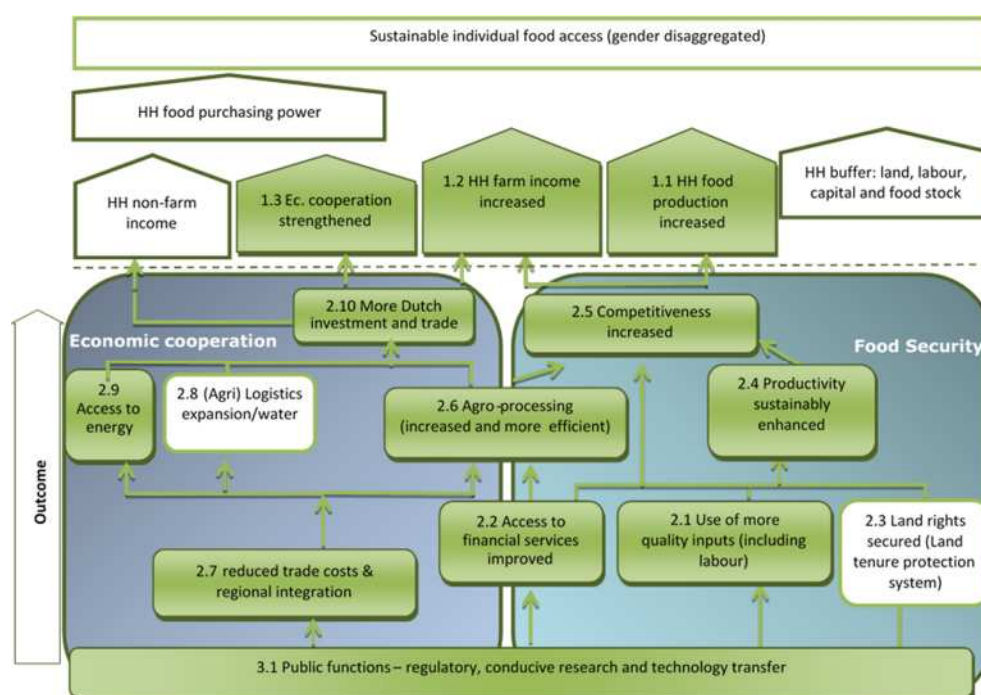 Sustainable individual food access (gender disaggregated)
HH food purchasing power
HH non-farm
income
1.3 Ec. cooperation
strengthened
1.2 HH farm income
increased
1.1 HH food
production
increased
HH buffer: land, labour,
capital and food stock
2.10 More Dutch
investment and trade
2.5 Competitiveness
increased
Economic cooperation
Food Security
2.9
Access to
energy
2.8 (Agri) Logistics
expansion/water
2.6 Agro-processing
(increased and more efficient)
2.4 Productivity
sustainably
enhanced
Outcome
2.7 reduced trade costs &
regional integration
2.2 Access to
financial services
improved
2.1 Use of more
quality inputs (including
labour)
2.3 Land rights
secured (Land
tenure protection
system)
3.1 Public functions – regulatory, conducive research and technology transfer